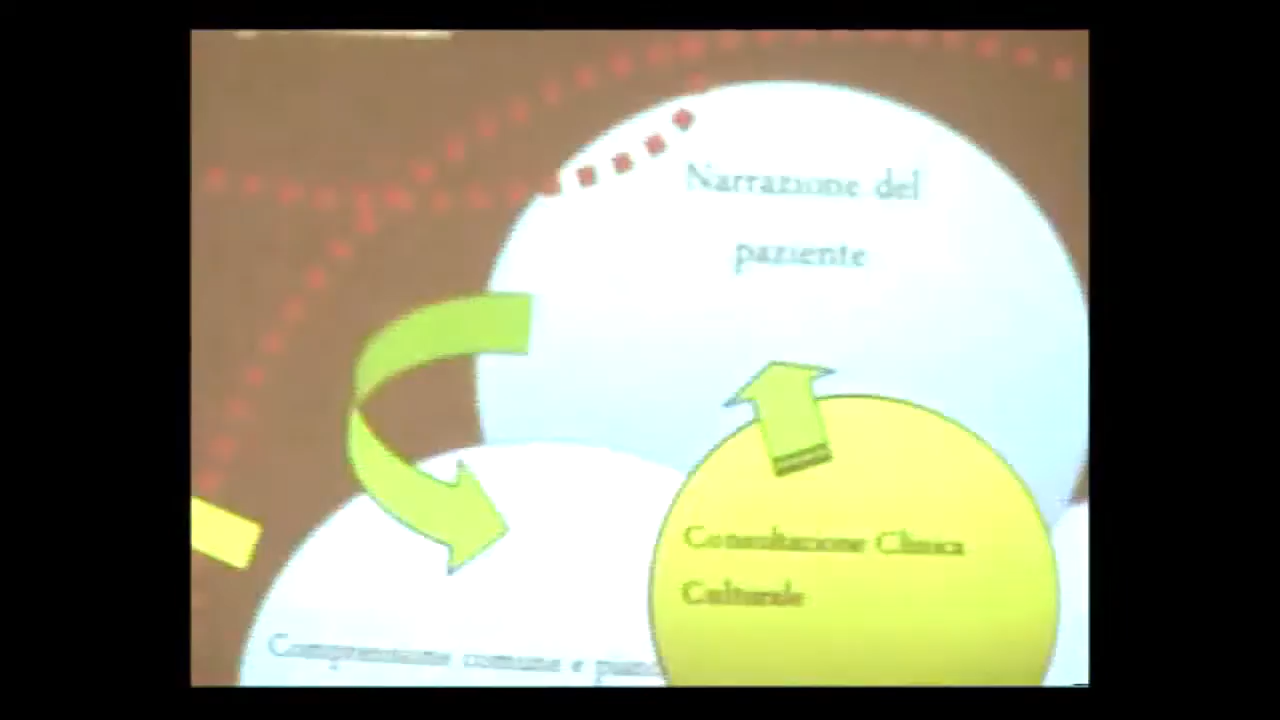 Narrazione del
paziente
Consultazione Clinica
Culturale
Comprensione comune e